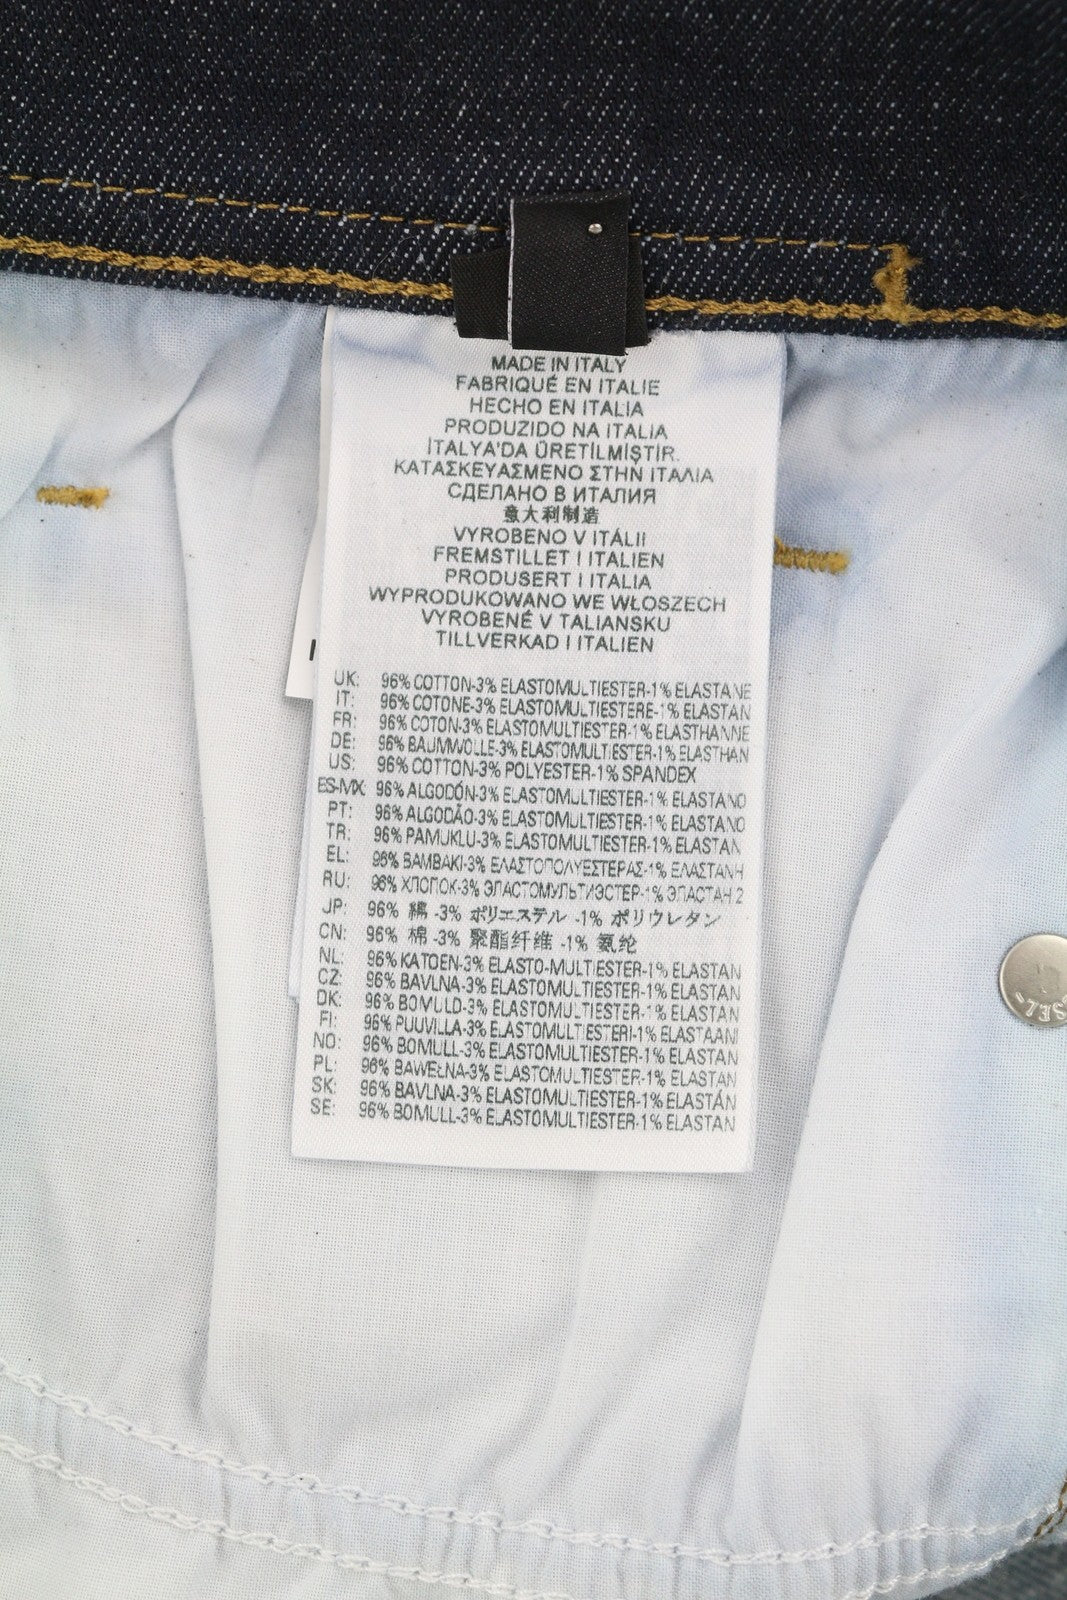 MADE IN ITALY
FABRIQUÉ EN ITALIE
HECHO EN ITALIA
PRODUZIDO NA ITALIA
İTALYA'DA ÜRETİLMİŞTİR.
ΚΑΤΑΣΚΕΥΑΣΜΕΝΟ ΣΤΗΝ ΙΤΑΛΙΑ
СДЕЛАНО В ИТАЛИЯ
意大利制造
VYROBENO V ITÁLII
FREMSTILLET I ITALIEN
PRODUSERT I ITALIA
WYPRODUKOWANO WE WŁOSZECH
VYROBENÉ V TALIANSKU
TILLVERKAD I ITALIEN
UK: 96% COTTON-3% ELASTOMULTIESTER-1% ELASTANE
IT: 96% COTONE-3% ELASTOMULTIESTERE-1% ELASTAN
FR: 96% COTON-3% ELASTOMULTIESTER-1% ELASTHANNE
DE: 96% BAUMWOLLE-3% ELASTOMULTIESTER-1% ELASTHAN
US: 96% COTTON-3% POLYESTER-1% SPANDEX
ES-MX: 96% ALGODÓN-3% ELASTOMULTIESTER-1% ELASTANO
PT: 96% ALGODÃO-3% ELASTOMULTIESTER-1% ELASTANO
TR: 96% PAMUKLU-3% ELASTOMULTIESTER-1% ELASTAN
EL: 96% ΒΑΜΒΑΚΙ-3% ΕΛΑΣΤΟΠΟΛΥΕΣΤΕΡΑΣ-1% ΕΛΑΣΤΑΝΗ
RU: 96% ХЛОПОК-3% ЭЛАСТОМУЛЬТИЭСТЕР-1% ЭЛАСТАН 2
JP: 96% 綿 -3% ポリエステル -1% ポリウレタン
CN: 96% 棉 -3% 聚酯纤维 -1% 氨纶
NL: 96% KATOEN-3% ELASTO-MULTIESTER-1% ELASTAN
CZ: 96% BAVLNA-3% ELASTOMULTIESTER-1% ELASTAN
DK: 96% BOMULD-3% ELASTOMULTIESTER-1% ELASTAN
FI: 96% PUUVILLA-3% ELASTOMULTIESTERI-1% ELASTAANI
NO: 96% BOMULL-3% ELASTOMULTIESTER-1% ELASTAN
PL: 96% BAWEŁNA-3% ELASTOMULTIESTER-1% ELASTAN
SK: 96% BAVLNA-3% ELASTOMULTIESTER-1% ELASTÁN
SE: 96% BOMULL-3% ELASTOMULTIESTER-1% ELASTAN